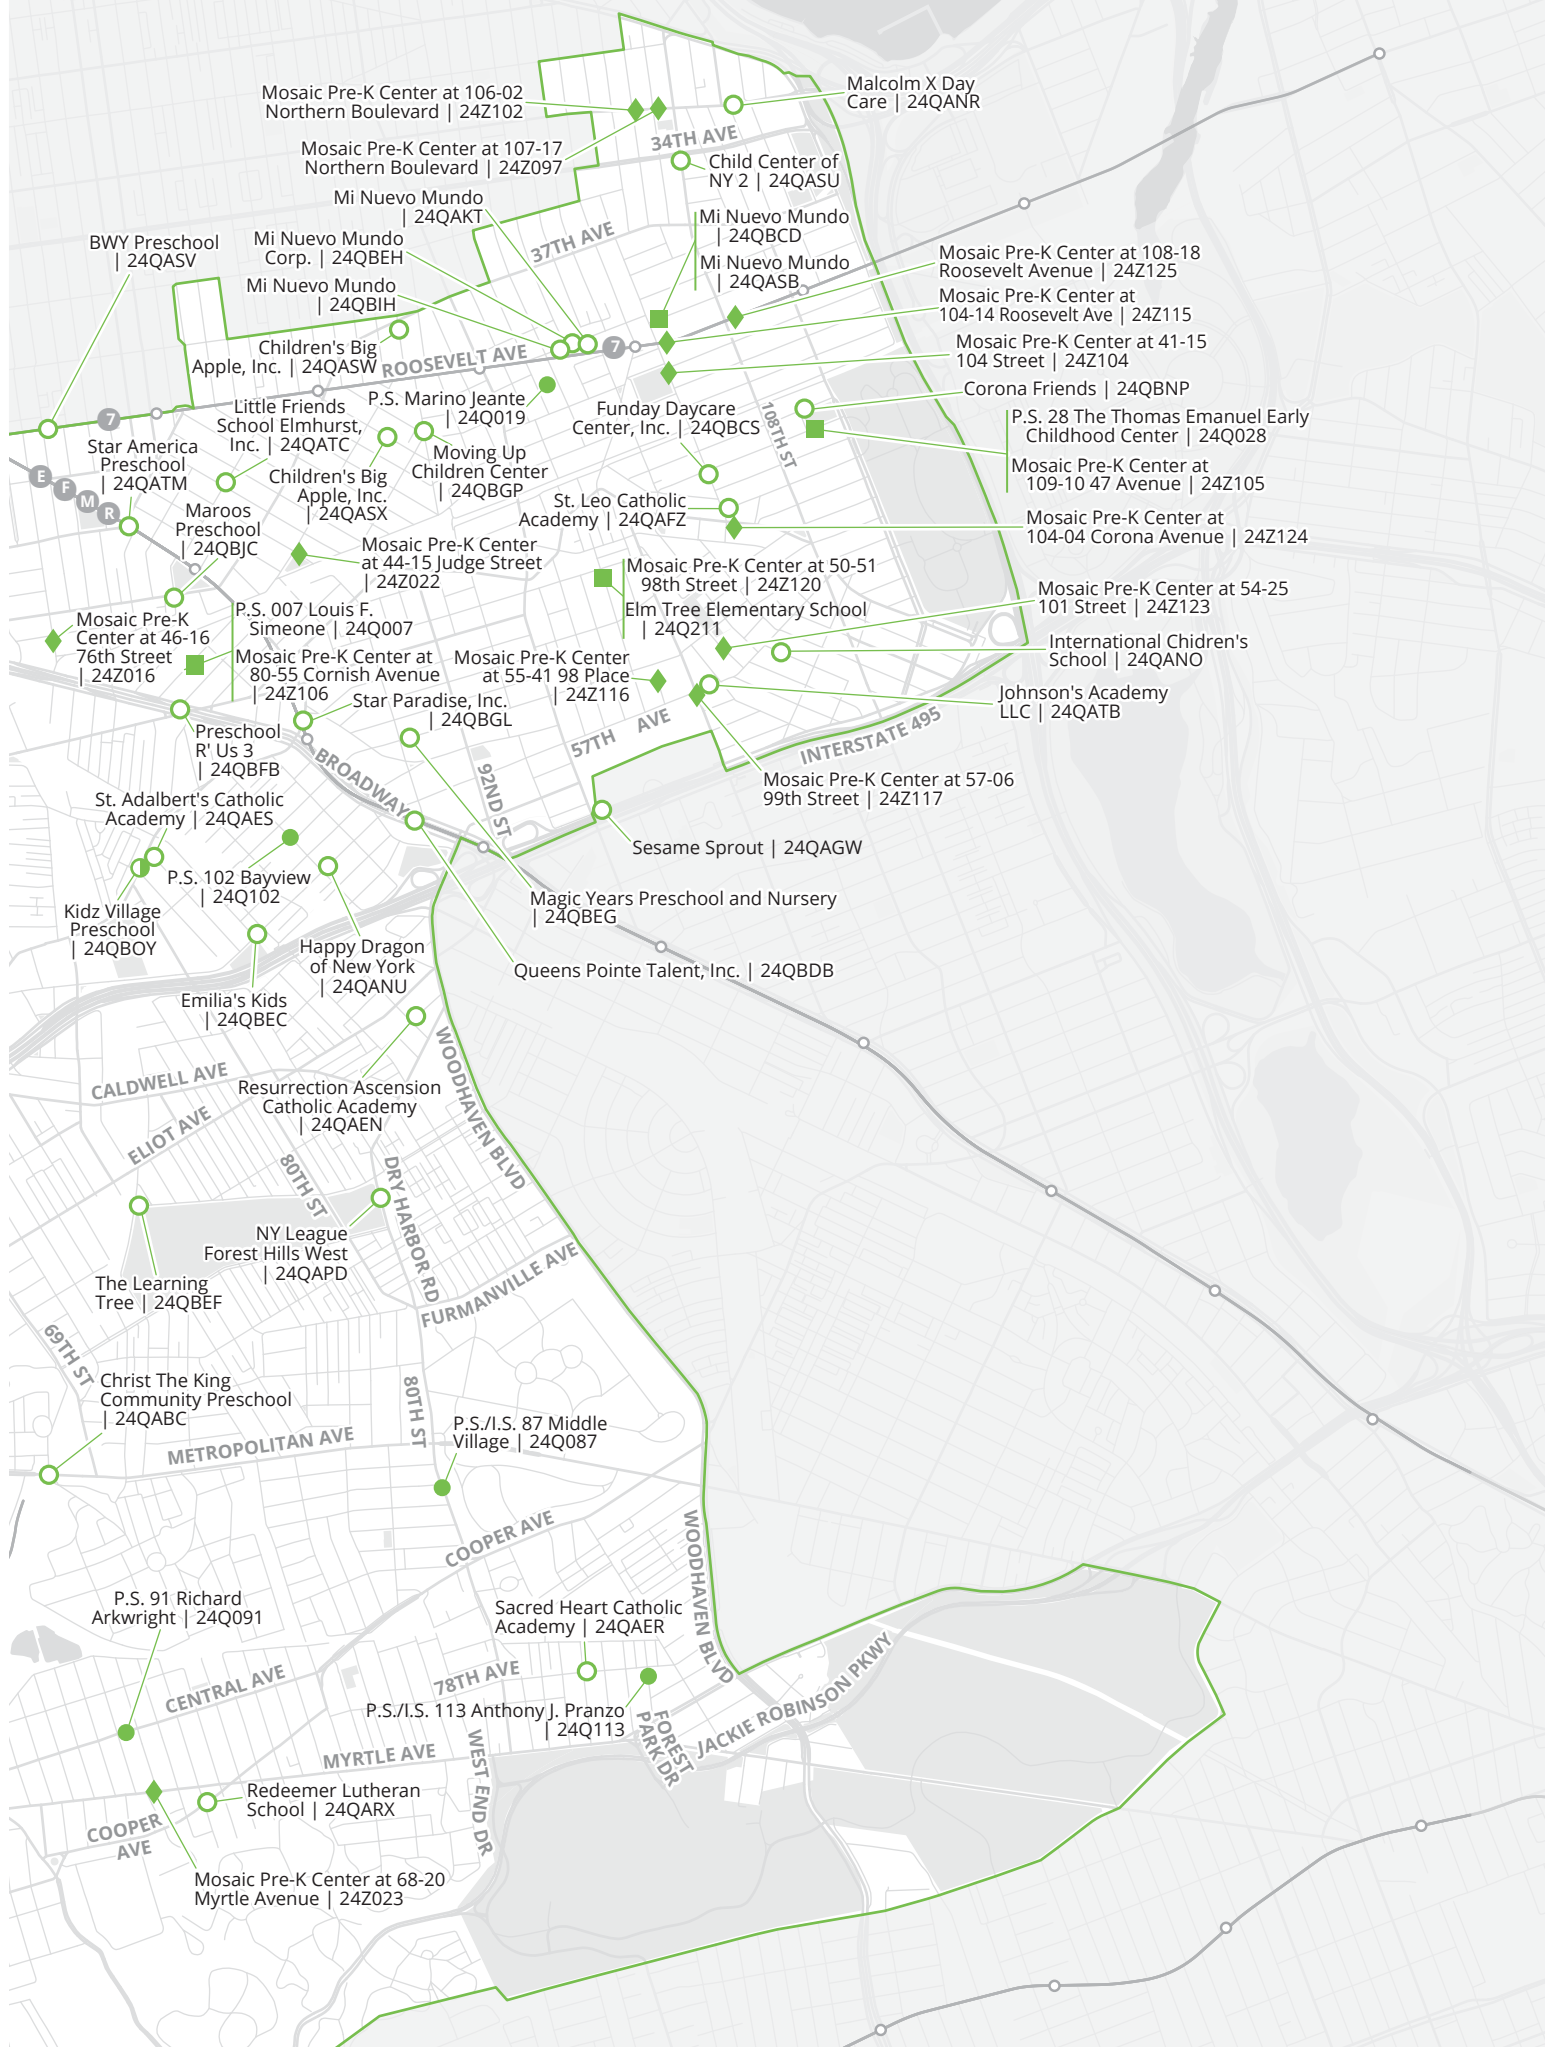 Mosaic Pre-K Center at 106-02
Northern Boulevard | 24Z102
Malcolm X Day
Care | 24QANR
34TH AVE
Mosaic Pre-K Center at 107-17
Northern Boulevard | 24Z097
Child Center of
NY 2 | 24QASU
Mi Nuevo Mundo
| 24QAKT
Mi Nuevo Mundo
| 24QBCD
37TH AVE
BWY Preschool
| 24QASV
Mi Nuevo Mundo
Corp. | 24QBEH
Mi Nuevo Mundo
| 24QASB
Mosaic Pre-K Center at 108-18
Roosevelt Avenue | 24Z125
Mi Nuevo Mundo
| 24QBIH
Mosaic Pre-K Center at
104-14 Roosevelt Ave | 24Z115
Children's Big
Apple, Inc. | 24QASW
ROOSEVELT AVE
7
Mosaic Pre-K Center at 41-15
104 Street | 24Z104
Corona Friends | 24QBNP
P.S. Marino Jeante
| 24Q019
7
Little Friends
School Elmhurst,
Inc. | 24QATC
Funday Daycare
Center, Inc. | 24QBCS
108TH ST
P.S. 28 The Thomas Emanuel Early
Childhood Center | 24Q028
Star America
Preschool
| 24QATM
Moving Up
Children Center
| 24QBGP
Mosaic Pre-K Center at
109-10 47 Avenue | 24Z105
E
F
M
R
Children's Big
Apple, Inc.
| 24QASX
Maroos
Preschool
| 24QBJC
St. Leo Catholic
Academy | 24QAFZ
Mosaic Pre-K Center at
104-04 Corona Avenue | 24Z124
Mosaic Pre-K Center
at 44-15 Judge Street
| 24Z022
Mosaic Pre-K Center at 50-51
98th Street | 24Z120
Mosaic Pre-K Center at 54-25
101 Street | 24Z123
P.S. 007 Louis F.
Simeone | 24Q007
Elm Tree Elementary School
| 24Q211
Mosaic Pre-K
Center at 46-16
76th Street
| 24Z016
International Chidren's
School | 24QANO
Mosaic Pre-K Center at
80-55 Cornish Avenue
| 24Z106
Mosaic Pre-K Center
at 55-41 98 Place
| 24Z116
Johnson's Academy
LLC | 24QATB
Star Paradise, Inc.
| 24QBGL
57TH AVE
INTERSTATE 495
Preschool
R' Us 3
| 24QBFB
BROADWAY
92ND ST
Mosaic Pre-K Center at 57-06
99th Street | 24Z117
St. Adalbert's Catholic
Academy | 24QAES
Sesame Sprout | 24QAGW
P.S. 102 Bayview
| 24Q102
Magic Years Preschool and Nursery
| 24QBEG
Kidz Village
Preschool
| 24QBOY
Happy Dragon
of New York
| 24QANU
Queens Pointe Talent, Inc. | 24QBDB
Emilia's Kids
| 24QBEC
WOODHAVEN BLVD
CALDWELL AVE
Resurrection Ascension
Catholic Academy
| 24QAEN
ELIOT AVE
80TH ST
DRY HARBOR RD
NY League
Forest Hills West
| 24QAPD
FURMANVILLE AVE
The Learning
Tree | 24QBEF
69TH ST
Christ The King
Community Preschool
| 24QABC
80TH ST
P.S./I.S. 87 Middle
Village | 24Q087
METROPOLITAN AVE
COOPER AVE
WOODHAVEN BLVD
P.S. 91 Richard
Arkwright | 24Q091
Sacred Heart Catholic
Academy | 24QAER
78TH AVE
CENTRAL AVE
JACKIE ROBINSON PKWY
P.S./I.S. 113 Anthony J. Pranzo
| 24Q113
FOREST
PARK DR
MYRTLE AVE
WEST END DR
Redeemer Lutheran
School | 24QARX
COOPER
AVE
Mosaic Pre-K Center at 68-20
Myrtle Avenue | 24Z023